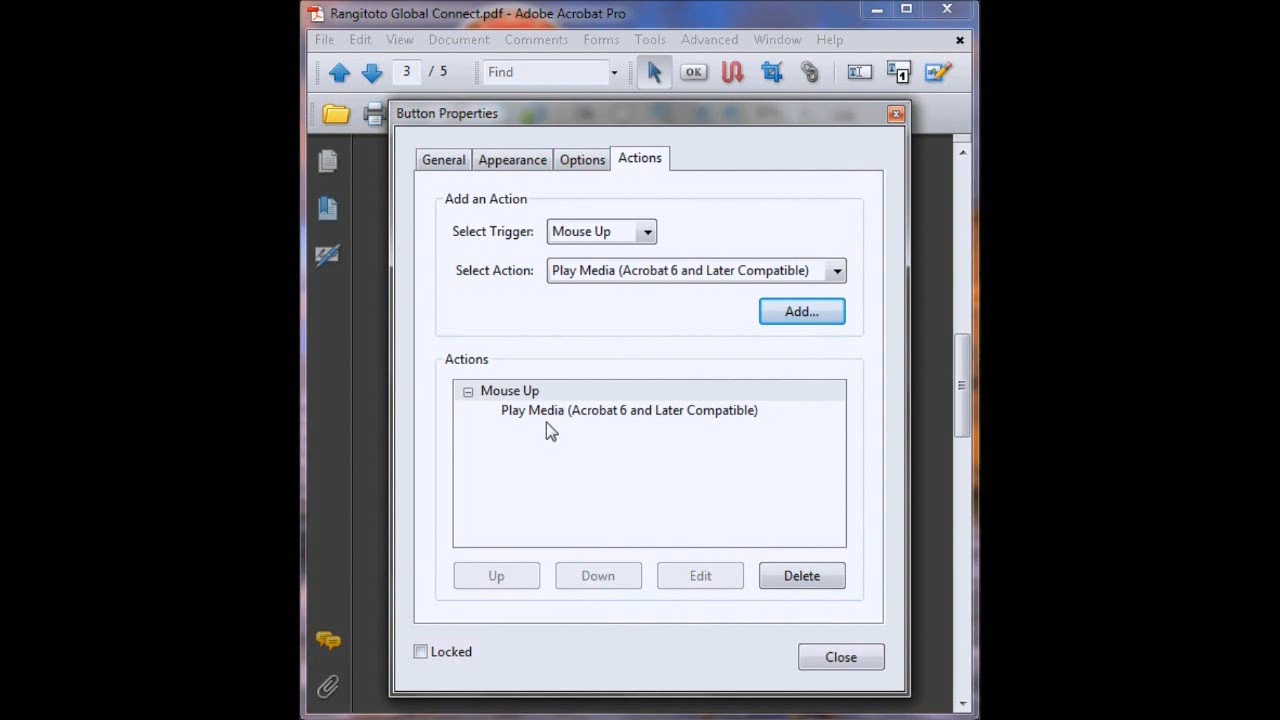 Rangitoto Global Connect.pdf - Adobe Acrobat Pro
File Edit View Document Comments Forms Tools Advanced Window Help
3 / 5 Find OK T 1
Button Properties
General Appearance Options Actions
Add an Action
Select Trigger: Mouse Up
Select Action: Play Media (Acrobat 6 and Later Compatible)
Add...
Actions
Mouse Up
Play Media (Acrobat 6 and Later Compatible)
Up Down Edit Delete
Locked
Close